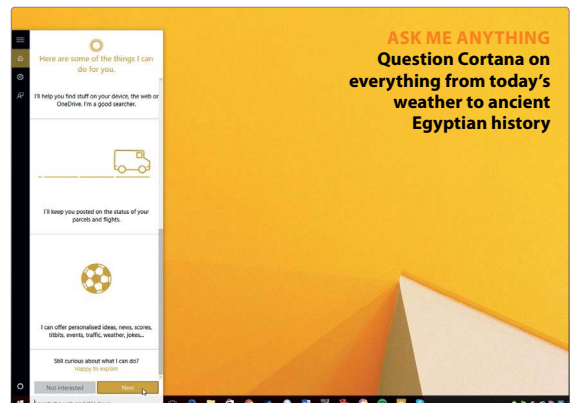 Here are some of the things I can
do for you.
I'll help you find stuff on your device, the web or
OneDrive. I'm a good searcher.
I'll keep you posted on the status of your
parcels and flights.
I can offer personalised ideas, news, scores,
titbits, events, traffic, weather, jokes...
Still curious about what I can do?
Happy to explain
Not interested
Next
ASK ME ANYTHING
Question Cortana on
everything from today's
weather to ancient
Egyptian history